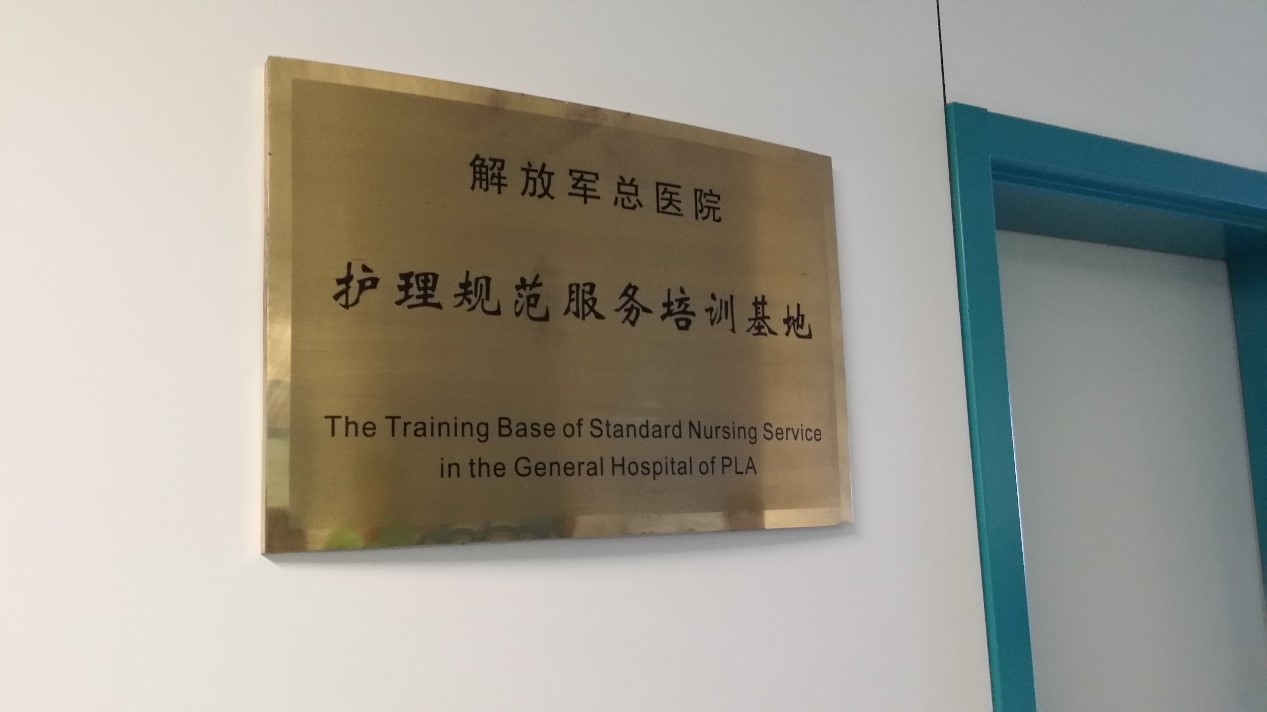 解放军总医院
护理规范服务培训基地
The Training Base of Standard Nursing Service
in the General Hospital of PLA